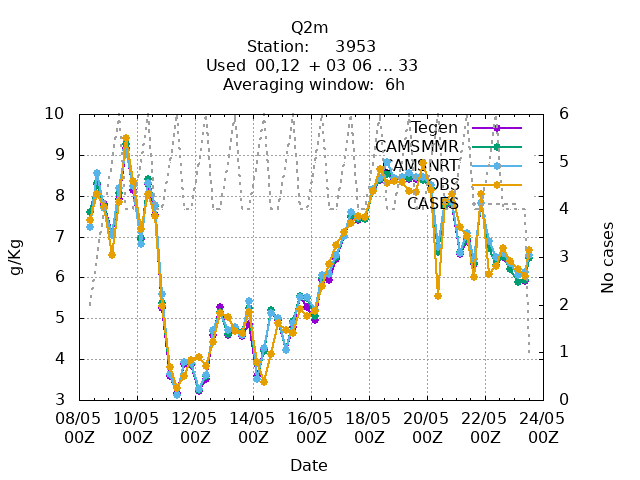 Q2m
Station: 3953
Used 00,12 + 03 06 ... 33
Averaging window: 6h
10
9
8
7
6
5
4
3
6
5
4
3
2
1
0
g/Kg
No cases
Tegen
CAMSMMR
CAMSNRT
OBS
CASES
08/05 10/05 12/05 14/05 16/05 18/05 20/05 22/05 24/05
00Z 00Z 00Z 00Z 00Z 00Z 00Z 00Z 00Z
Date